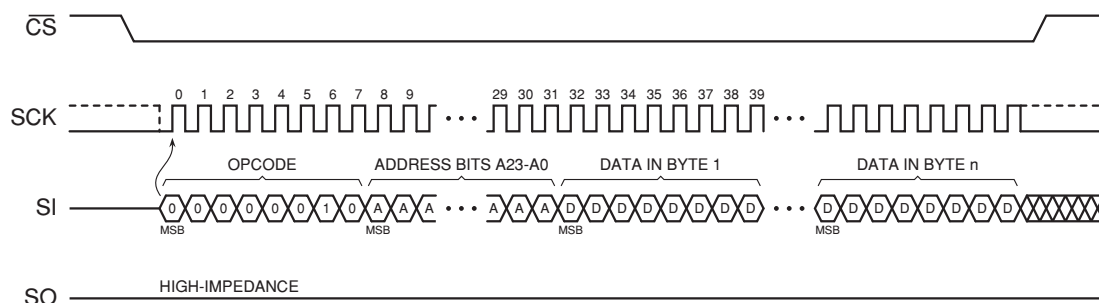 CS
0 1 2 3 4 5 6 7 8 9 29 30 31 32 33 34 35 36 37 38 39
SCK
OPCODE ADDRESS BITS A23-A0 DATA IN BYTE 1 DATA IN BYTE n
SI 0 0 0 0 0 0 1 0 A A A A A A D D D D D D D D D D D D D D D D
MSB MSB MSB MSB
HIGH-IMPEDANCE
SO